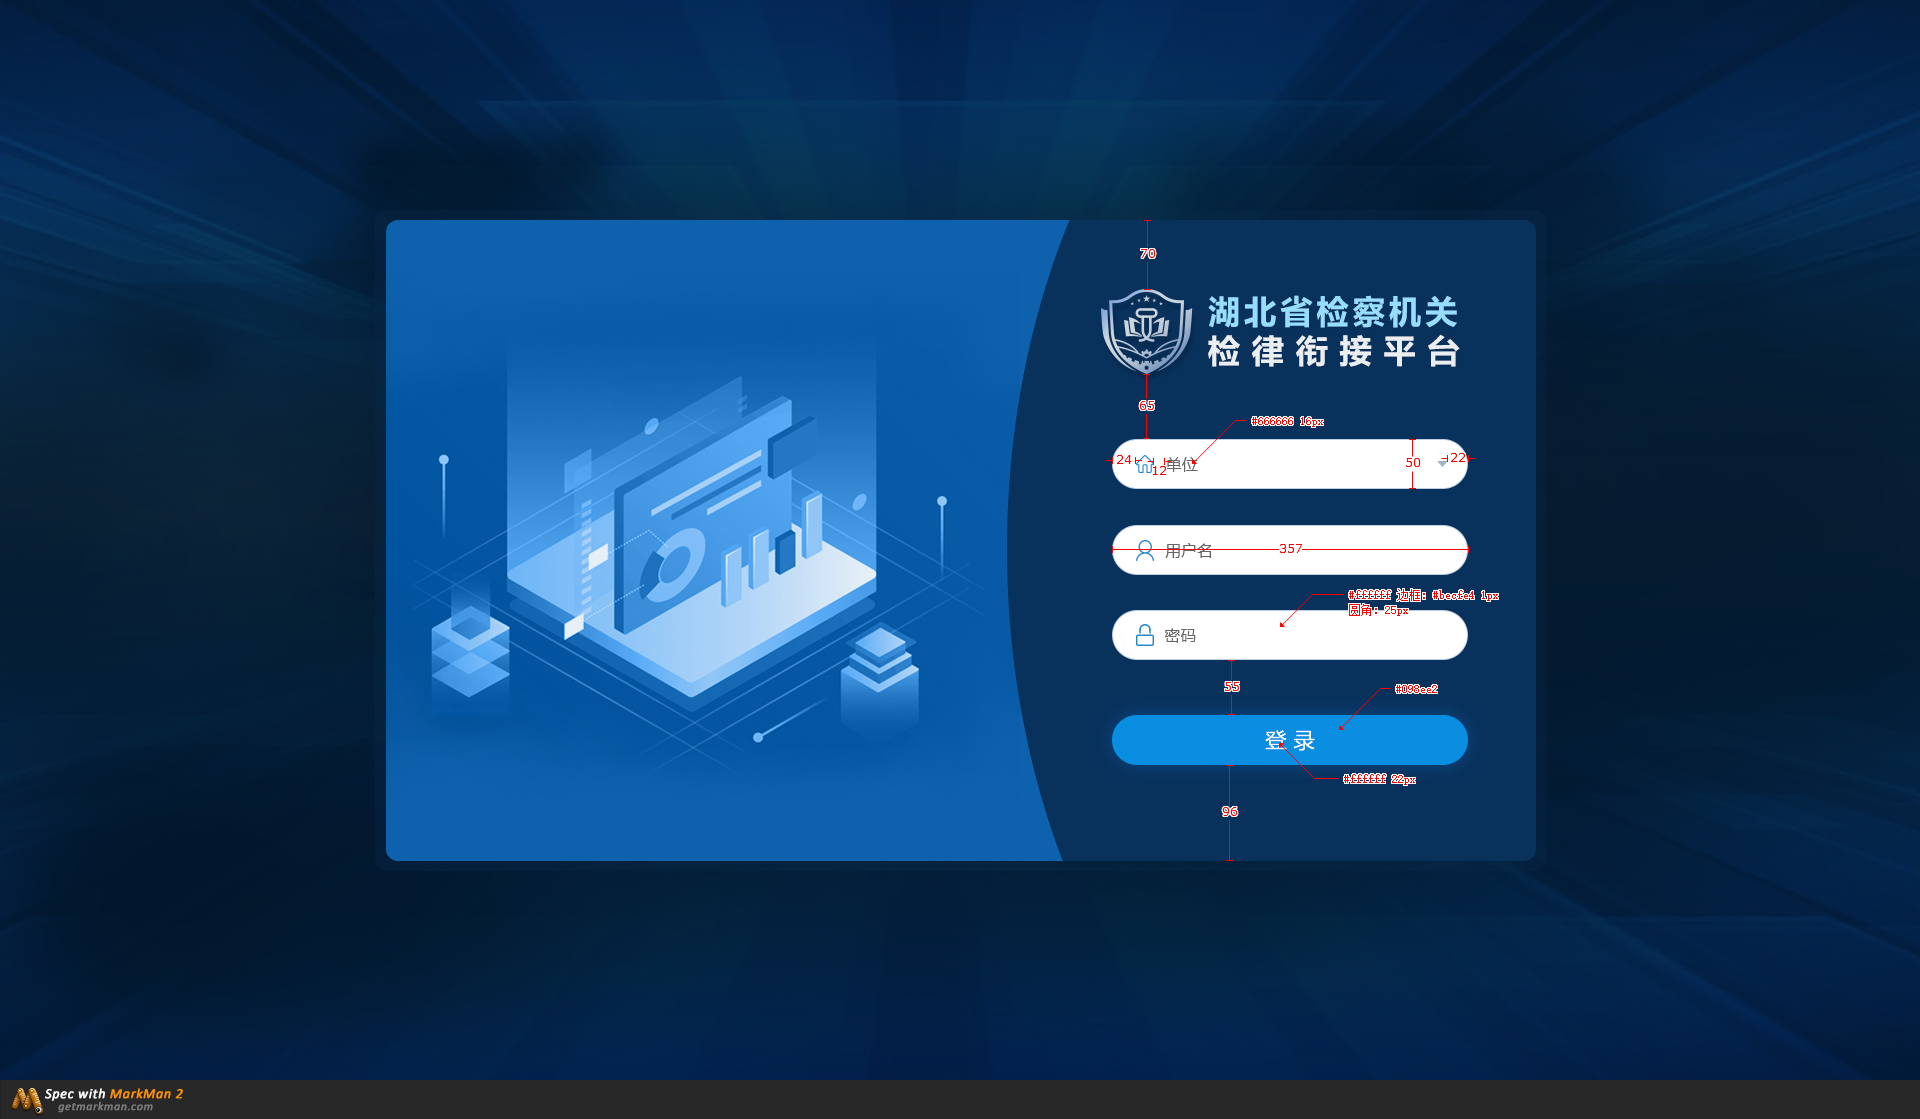 70
湖北省检察机关
检律衔接平台
65
#666666 16px
24
12
单位
50
22
用户名
357
#ffffff 边框：#becfe4 1px
圆角：25px
密码
55
#098ee2
登 录
#ffffff 22px
96
Spec with MarkMan 2
getmarkman.com